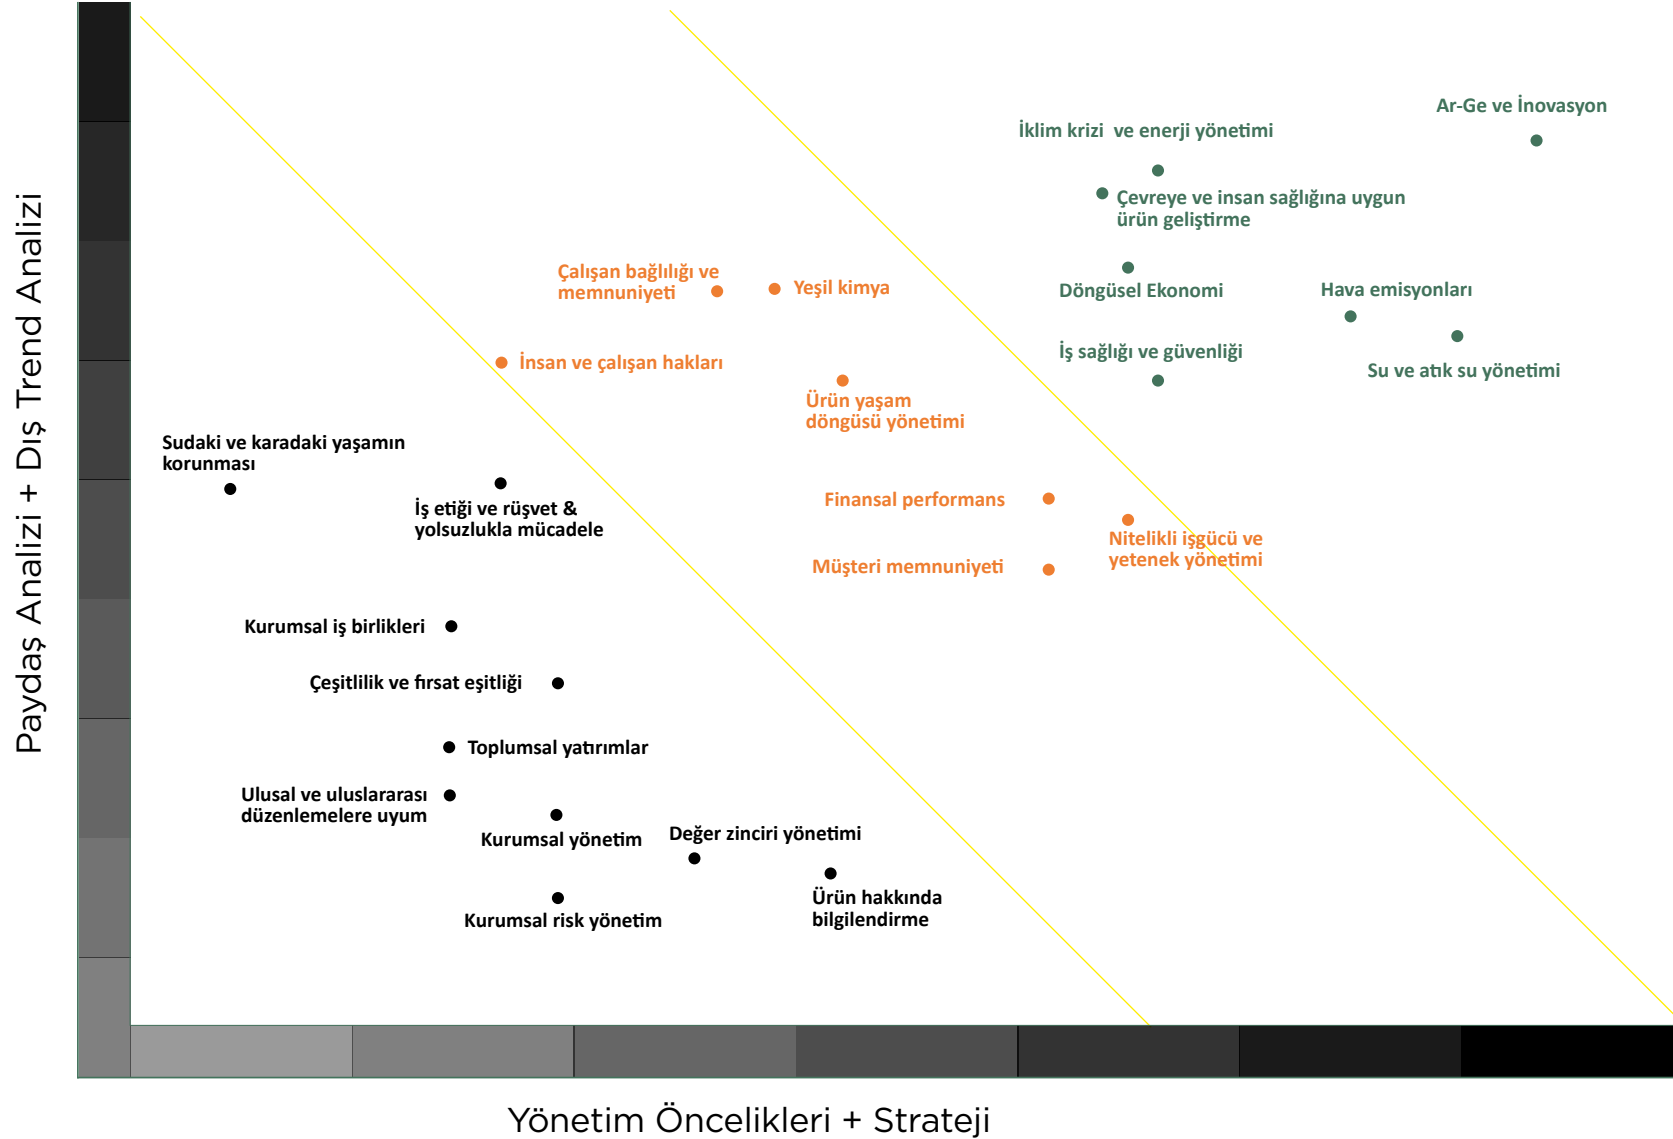 Paydaş Analizi + Dış Trend Analizi
Ar-Ge ve İnovasyon
İklim krizi ve enerji yönetimi
Çevreye ve insan sağlığına uygun
ürün geliştirme
Çalışan bağlılığı ve
memnuniyeti
Yeşil kimya
Döngüsel Ekonomi
Hava emisyonları
İnsan ve çalışan hakları
İş sağlığı ve güvenliği
Su ve atık su yönetimi
Ürün yaşam
döngüsü yönetimi
Sudaki ve karadaki yaşamın
korunması
İş etiği ve rüşvet &
yolsuzlukla mücadele
Finansal performans
Nitelikli işgücü ve
yetenek yönetimi
Müşteri memnuniyeti
Kurumsal iş birlikleri
Çeşitlilik ve fırsat eşitliği
Toplumsal yatırımlar
Ulusal ve uluslararası
düzenlemelere uyum
Kurumsal yönetim
Değer zinciri yönetimi
Ürün hakkında
bilgilendirme
Kurumsal risk yönetim
Yönetim Öncelikleri + Strateji